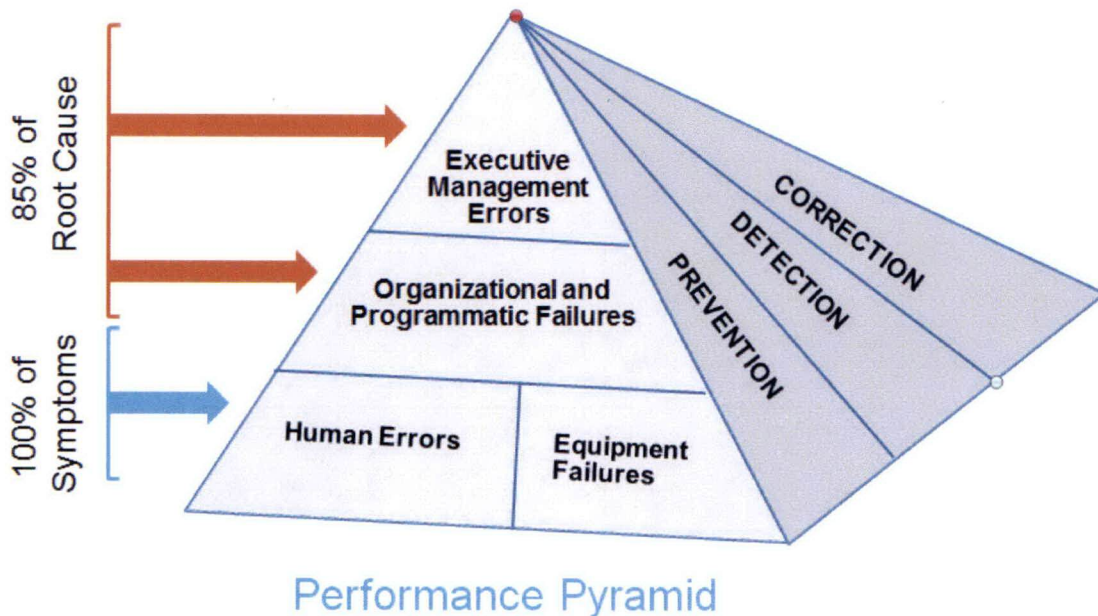 85% of
Root Cause
100% of
Symptoms
Executive
Management
Errors
Organizational and
Programmatic Failures
Human Errors
Equipment
Failures
PREVENTION
DETECTION
CORRECTION
Performance Pyramid